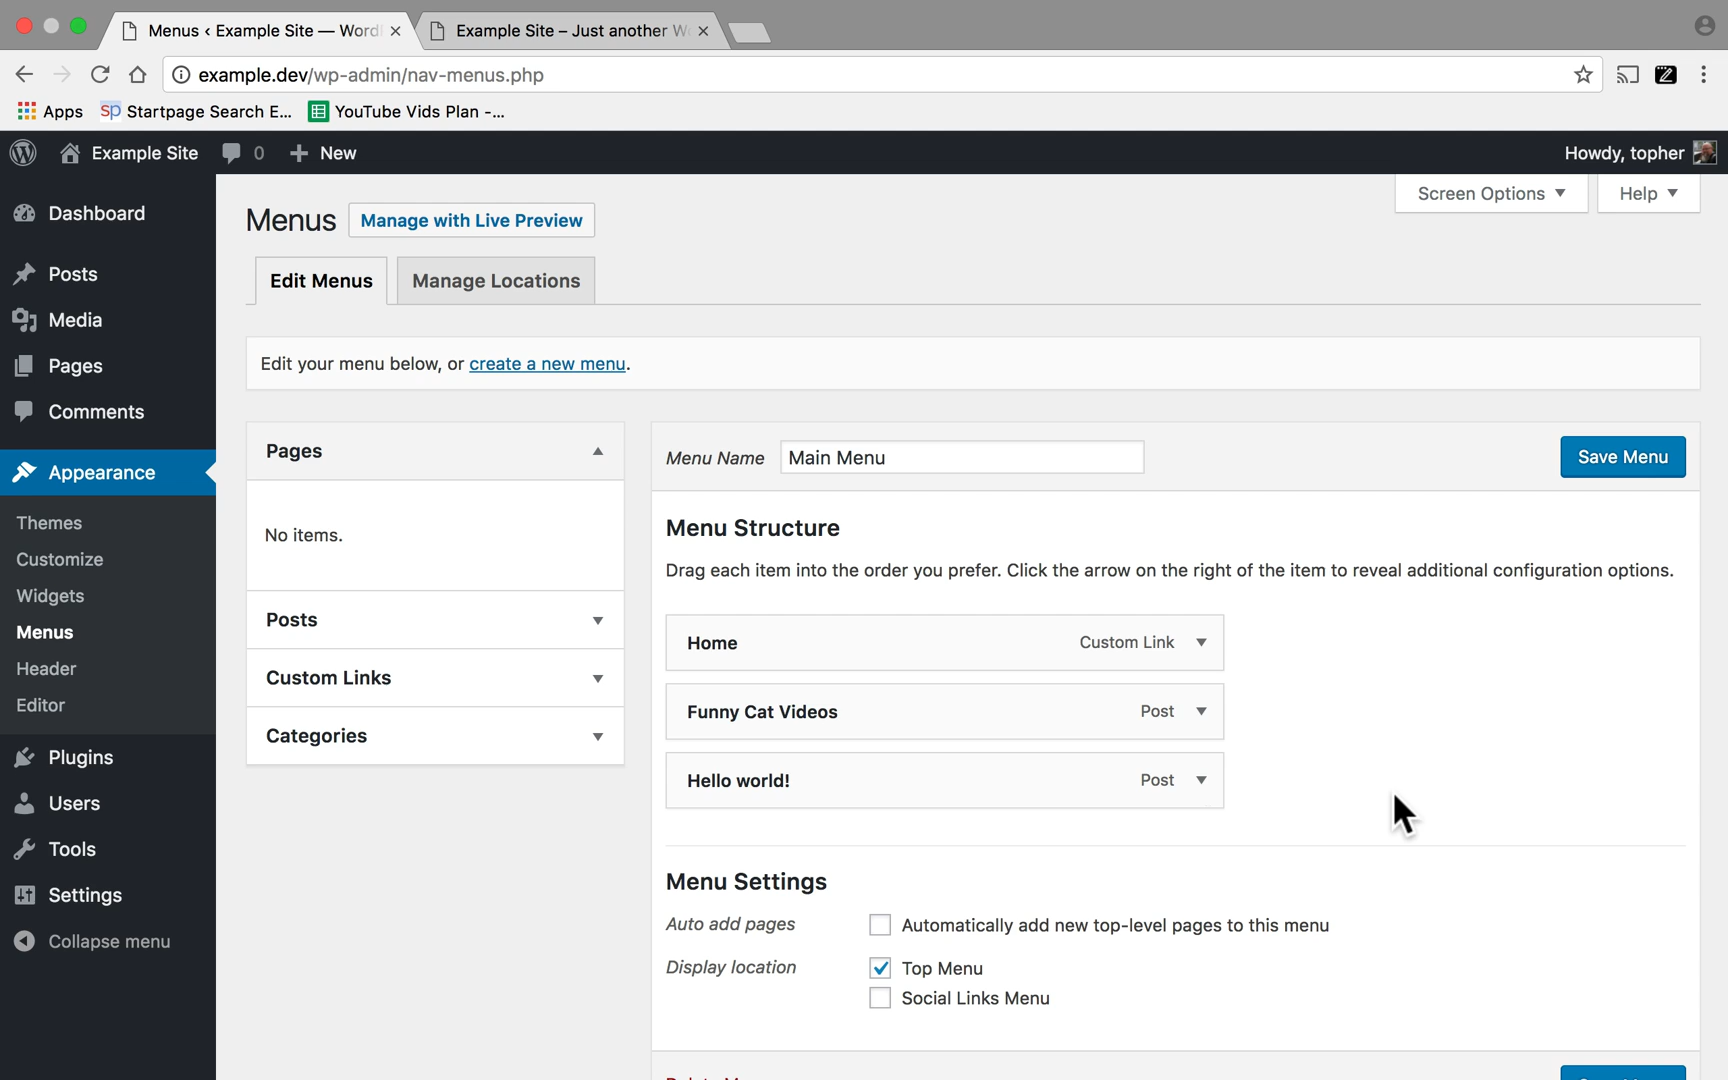 Menus ‹ Example Site — Word
Example Site – Just another W
example.dev/wp-admin/nav-menus.php
Apps
sp Startpage Search E...
YouTube Vids Plan -...
Example Site
0
New
Howdy, topher
Screen Options
Help
Dashboard
Posts
Media
Pages
Comments
Appearance
Themes
Customize
Widgets
Menus
Header
Editor
Plugins
Users
Tools
Settings
Collapse menu
Menus
Manage with Live Preview
Edit Menus
Manage Locations
Edit your menu below, or create a new menu.
Pages
No items.
Posts
Custom Links
Categories
Menu Name
Main Menu
Save Menu
Menu Structure
Drag each item into the order you prefer. Click the arrow on the right of the item to reveal additional configuration options.
Home
Custom Link
Funny Cat Videos
Post
Hello world!
Post
Menu Settings
Auto add pages
Automatically add new top-level pages to this menu
Display location
Top Menu
Social Links Menu